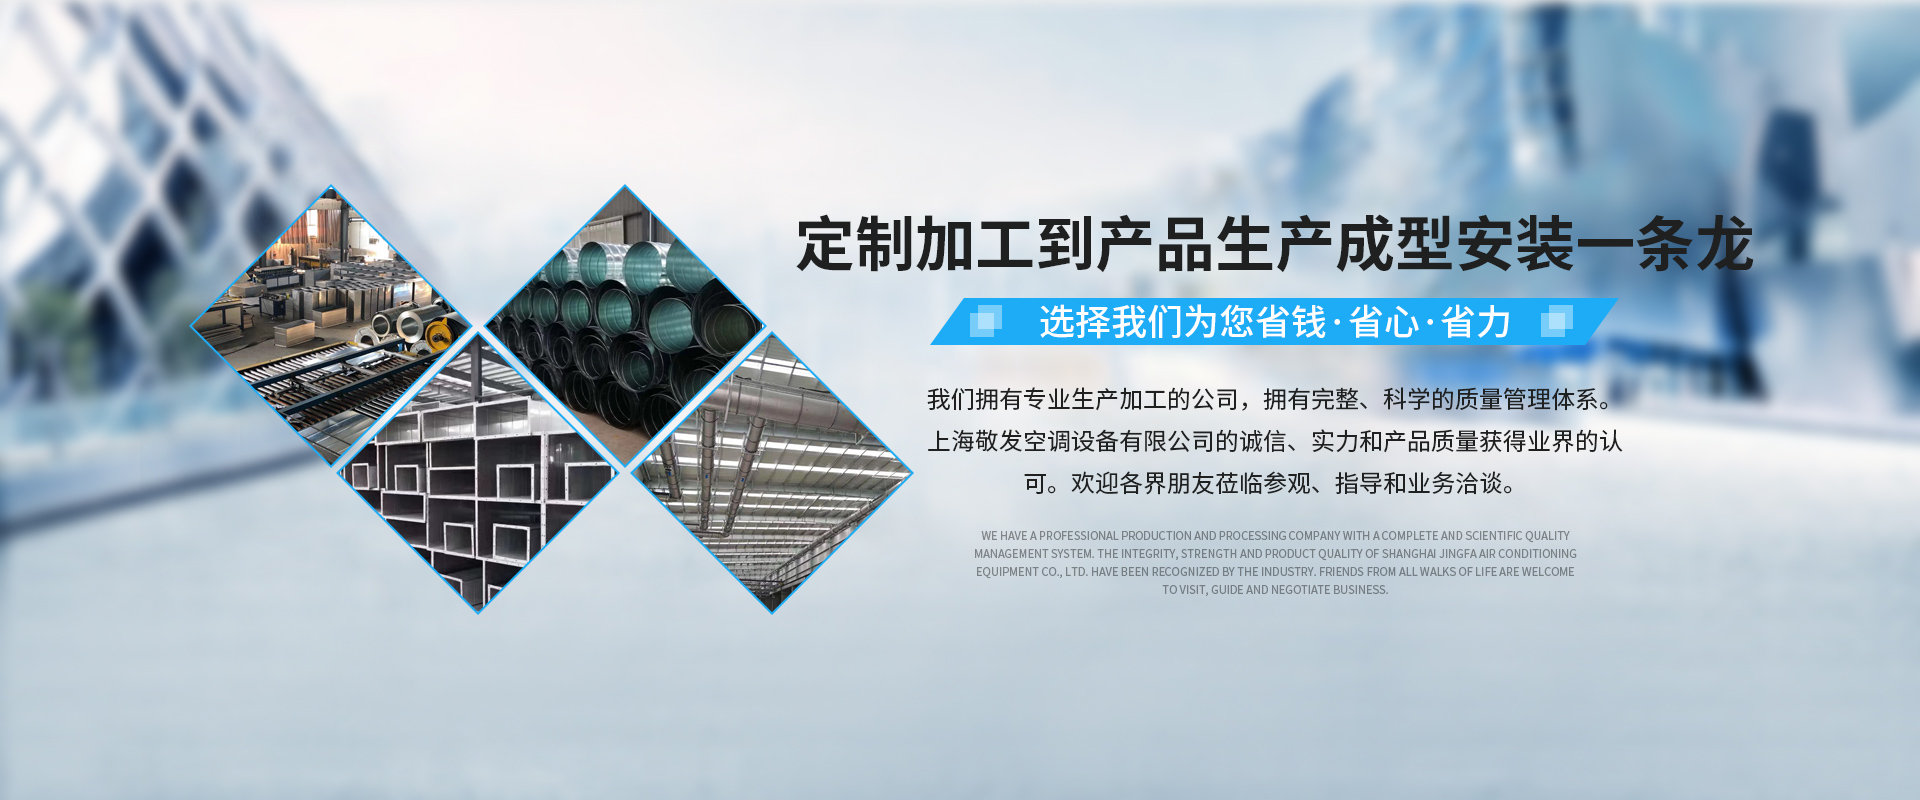 定制加工到产品生产成型安装一条龙
选择我们为您省钱·省心·省力
我们拥有专业生产加工的公司，拥有完整、科学的质量管理体系。
上海敬发空调设备有限公司的诚信、实力和产品质量获得业界的认
可。欢迎各界朋友莅临参观、指导和业务洽谈。
WE HAVE A PROFESSIONAL PRODUCTION AND PROCESSING COMPANY WITH A COMPLETE AND SCIENTIFIC QUALITY
MANAGEMENT SYSTEM. THE INTEGRITY, STRENGTH AND PRODUCT QUALITY OF SHANGHAI JINGFA AIR CONDITIONING
EQUIPMENT CO., LTD. HAVE BEEN RECOGNIZED BY THE INDUSTRY. FRIENDS FROM ALL WALKS OF LIFE ARE WELCOME
TO VISIT, GUIDE AND NEGOTIATE BUSINESS.